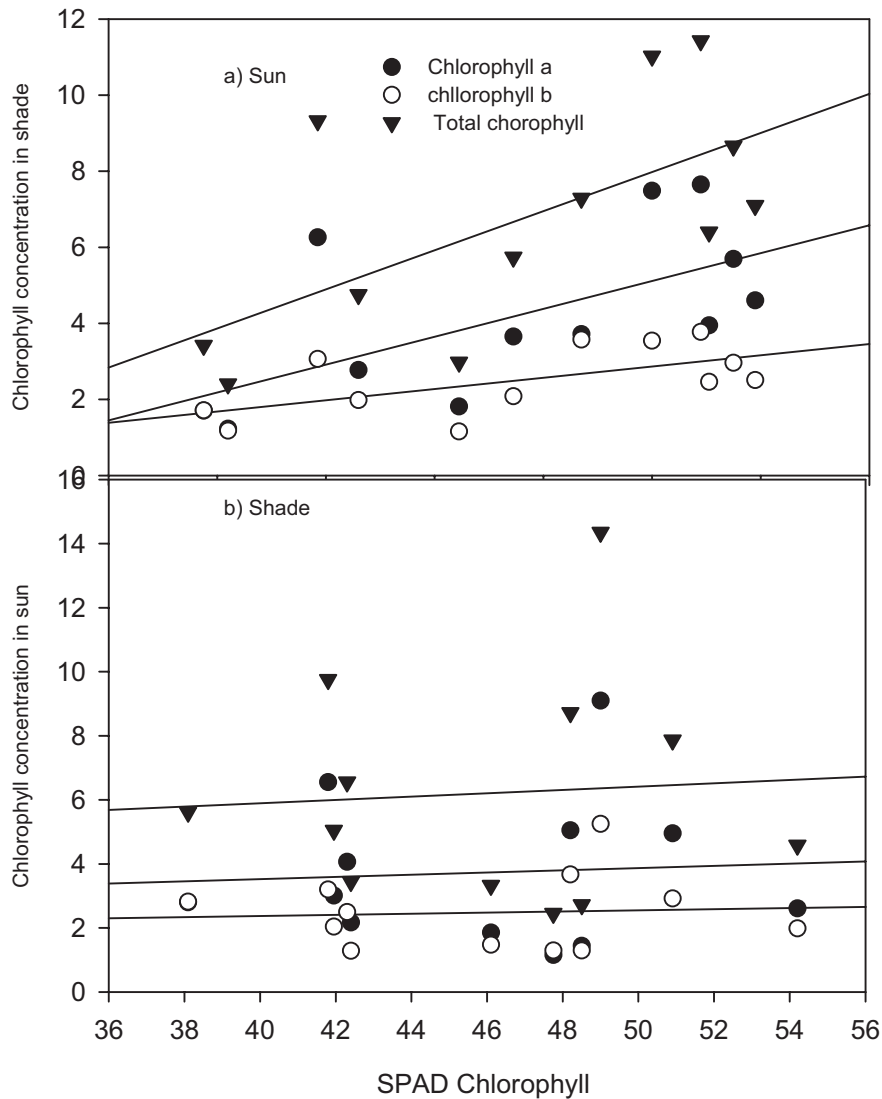 12
10
8
6
4
2
0
Chlorophyll concentration in shade
a) Sun
Chlorophyll a
chllorophyll b
Total chorophyll
16
14
12
10
8
6
4
2
0
Chlorophyll concentration in sun
b) Shade
36 38 40 42 44 46 48 50 52 54 56
SPAD Chlorophyll